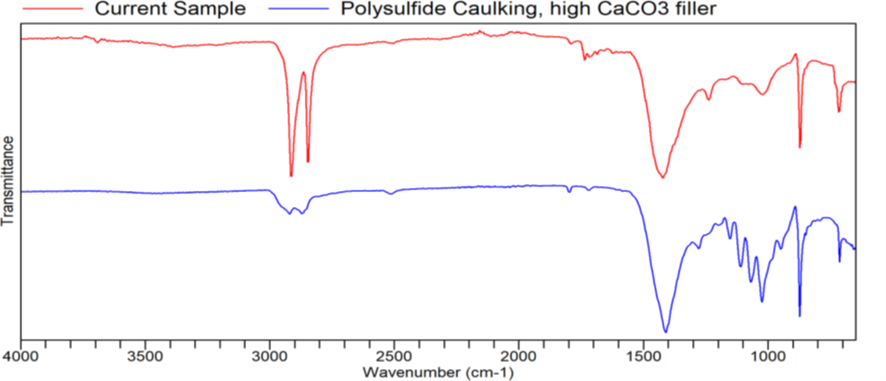 Current Sample Polysulfide Caulking, high CaCO3 filler
Transmittance
4000 3500 3000 2500 2000 1500 1000
Wavenumber (cm-1)